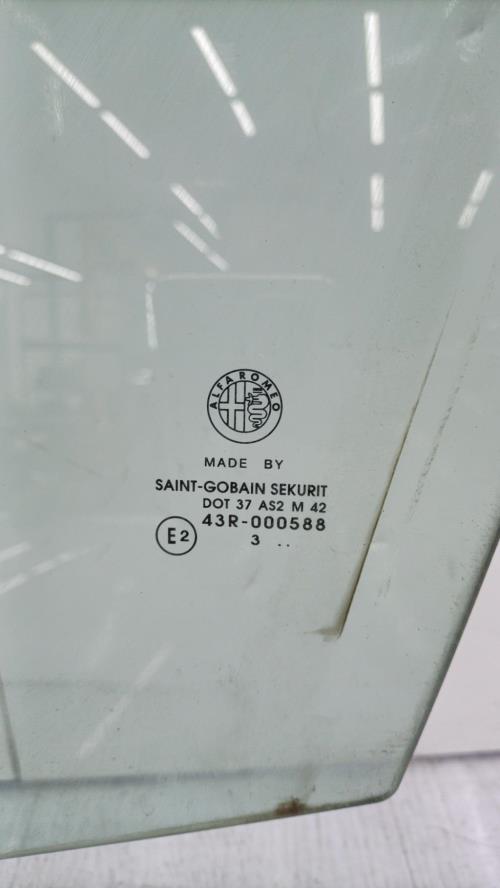 ALFA ROMEO
MADE BY
SAINT-GOBAIN SEKURIT
DOT 37 AS2 M 42
43R-000588
E2
3 ..